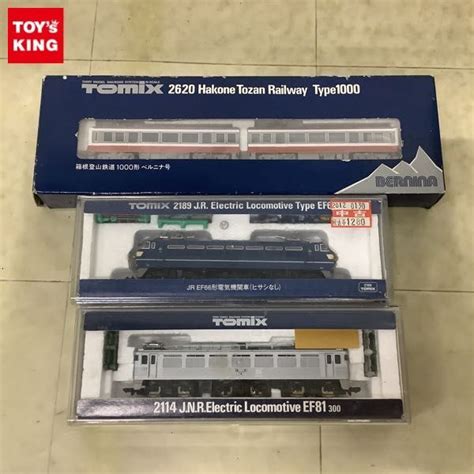 TOY's
KING
TOMIX 2620 Hakone Tozan Railway Type1000
箱根登山鉄道1000形 ベルニナ号
BERNINA
TOMIX 2189 J.R. Electric Locomotive Type EF6
中古
JR EF66形電気機関車(ヒサシなし)
TOMIX
TOMIX
2114 J.N.R.Electric Locomotive EF81 300